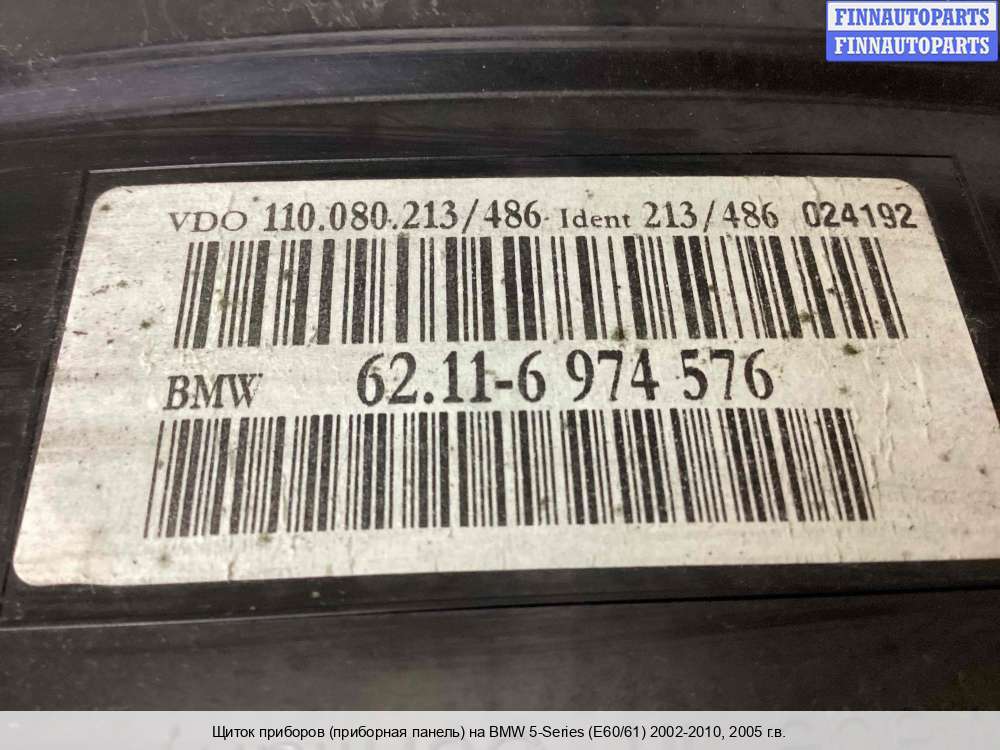 FINNAUTOPARTS
FINNAUTOPARTS
VDO 110.080.213/486 Ident 213/486 024192
BMW 62.11-6 974 576
Щиток приборов (приборная панель) на BMW 5-Series (E60/61) 2002-2010, 2005 г.в.